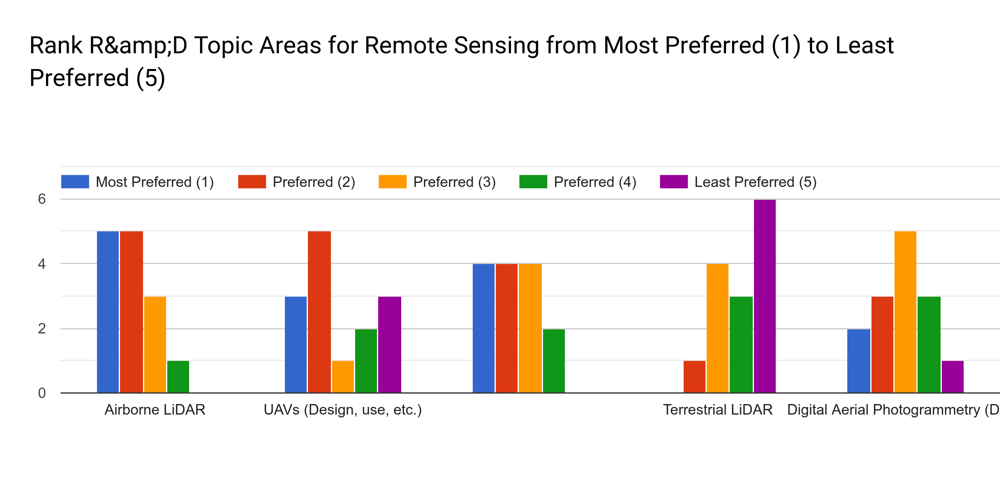 Rank R&amp;D Topic Areas for Remote Sensing from Most Preferred (1) to Least
Preferred (5)
Most Preferred (1) Preferred (2) Preferred (3) Preferred (4) Least Preferred (5)
6
4
2
0
Airborne LiDAR UAVs (Design, use, etc.) Terrestrial LiDAR Digital Aerial Photogrammetry (D